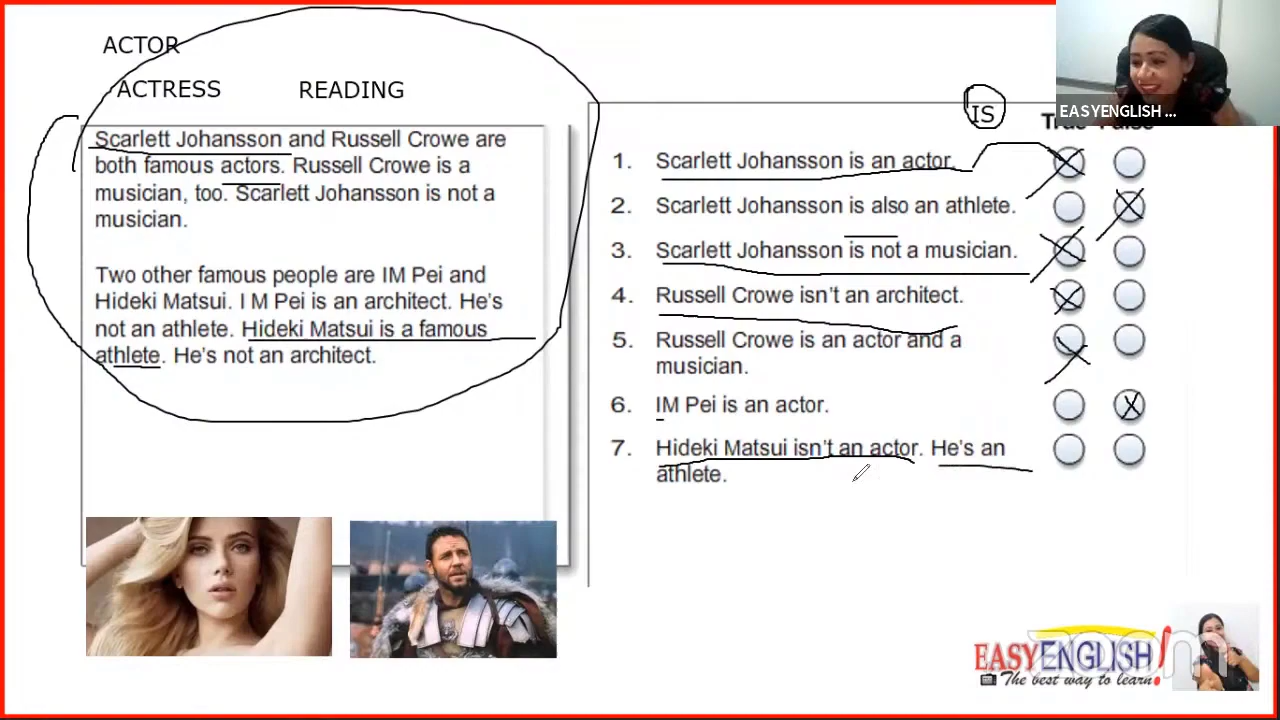 ACTOR
ACTRESS
READING
Scarlett Johansson and Russell Crowe are
both famous actors. Russell Crowe is a
musician, too. Scarlett Johansson is not a
musician.
Two other famous people are IM Pei and
Hideki Matsui. I M Pei is an architect. He's
not an athlete. Hideki Matsui is a famous
athlete. He's not an architect.
IS
True False
1. Scarlett Johansson is an actor.
2. Scarlett Johansson is also an athlete.
3. Scarlett Johansson is not a musician.
4. Russell Crowe isn't an architect.
5. Russell Crowe is an actor and a
musician.
6. IM Pei is an actor.
7. Hideki Matsui isn't an actor. He's an
athlete.
EASYENGLISH ...
EASYENGLISH!
The best way to learn!
zoom